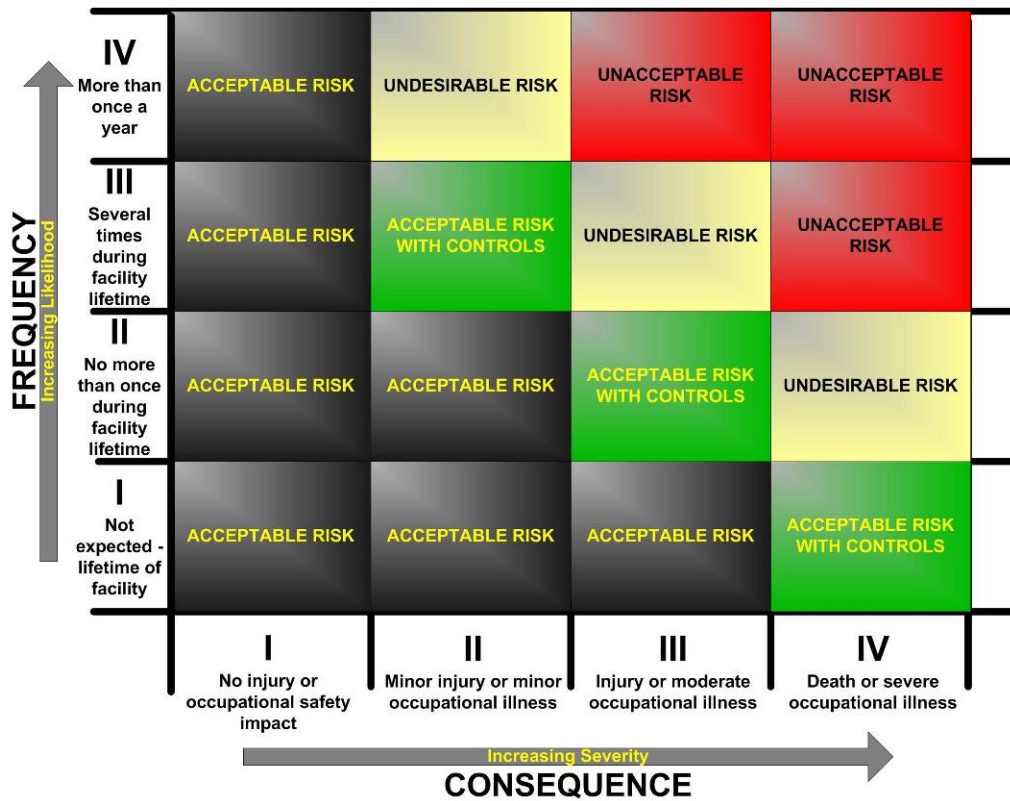 FREQUENCY
Increasing Likelihood
IV
More than
once a
year
ACCEPTABLE RISK
UNDESIRABLE RISK
UNACCEPTABLE
RISK
UNACCEPTABLE
RISK
III
Several
times
during
facility
lifetime
ACCEPTABLE RISK
ACCEPTABLE RISK
WITH CONTROLS
UNDESIRABLE RISK
UNACCEPTABLE
RISK
II
No more
than once
during
facility
lifetime
ACCEPTABLE RISK
ACCEPTABLE RISK
ACCEPTABLE RISK
WITH CONTROLS
UNDESIRABLE RISK
I
Not
expected -
lifetime of
facility
ACCEPTABLE RISK
ACCEPTABLE RISK
ACCEPTABLE RISK
ACCEPTABLE RISK
WITH CONTROLS
I
No injury or
occupational safety
impact
II
Minor injury or minor
occupational illness
III
Injury or moderate
occupational illness
IV
Death or severe
occupational illness
Increasing Severity
CONSEQUENCE